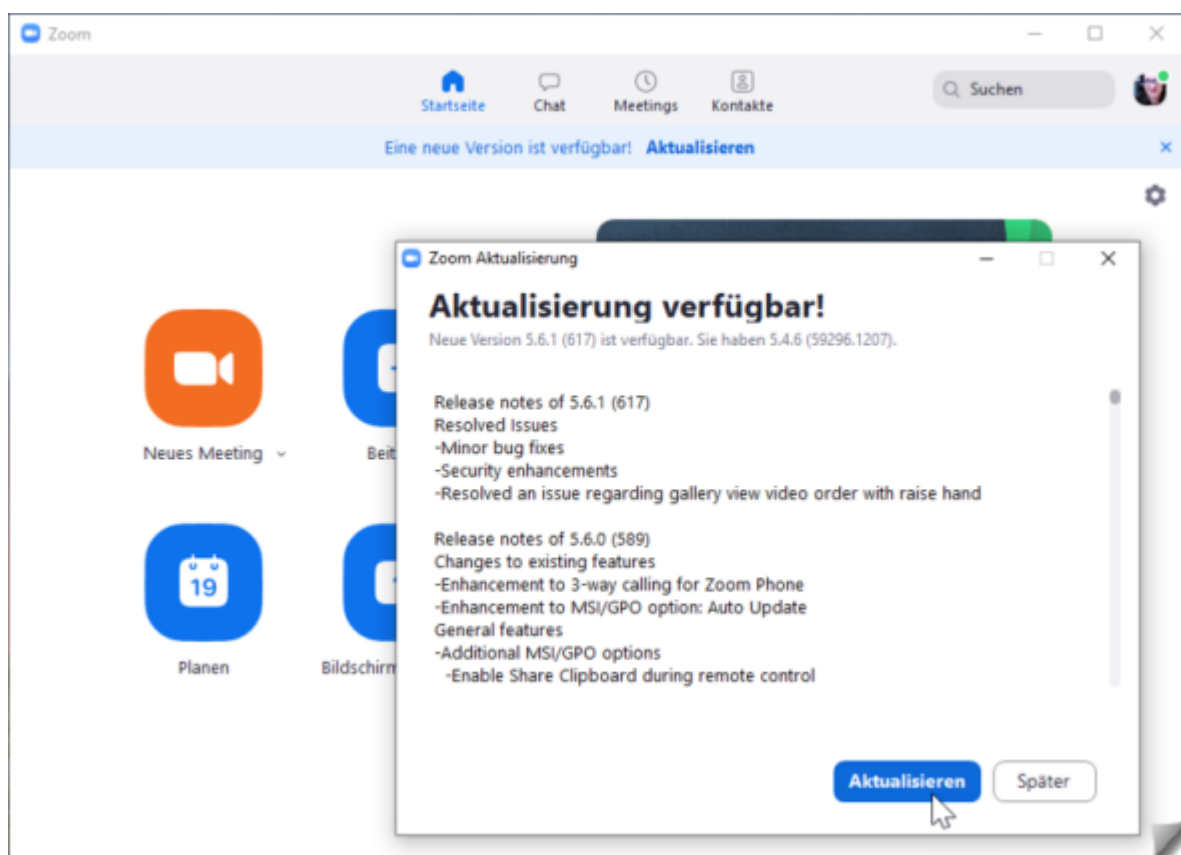 Zoom
Startseite
Chat
Meetings
Kontakte
Suchen
Eine neue Version ist verfügbar! Aktualisieren
Zoom Aktualisierung
Aktualisierung verfügbar!
Neue Version 5.6.1 (617) ist verfügbar. Sie haben 5.4.6 (59296.1207).
Release notes of 5.6.1 (617)
Resolved Issues
-Minor bug fixes
-Security enhancements
-Resolved an issue regarding gallery view video order with raise hand
Release notes of 5.6.0 (589)
Changes to existing features
-Enhancement to 3-way calling for Zoom Phone
-Enhancement to MSI/GPO option: Auto Update
General features
-Additional MSI/GPO options
-Enable Share Clipboard during remote control
Aktualisieren
Später
Neues Meeting
Beit
19
Planen
Bildschirm